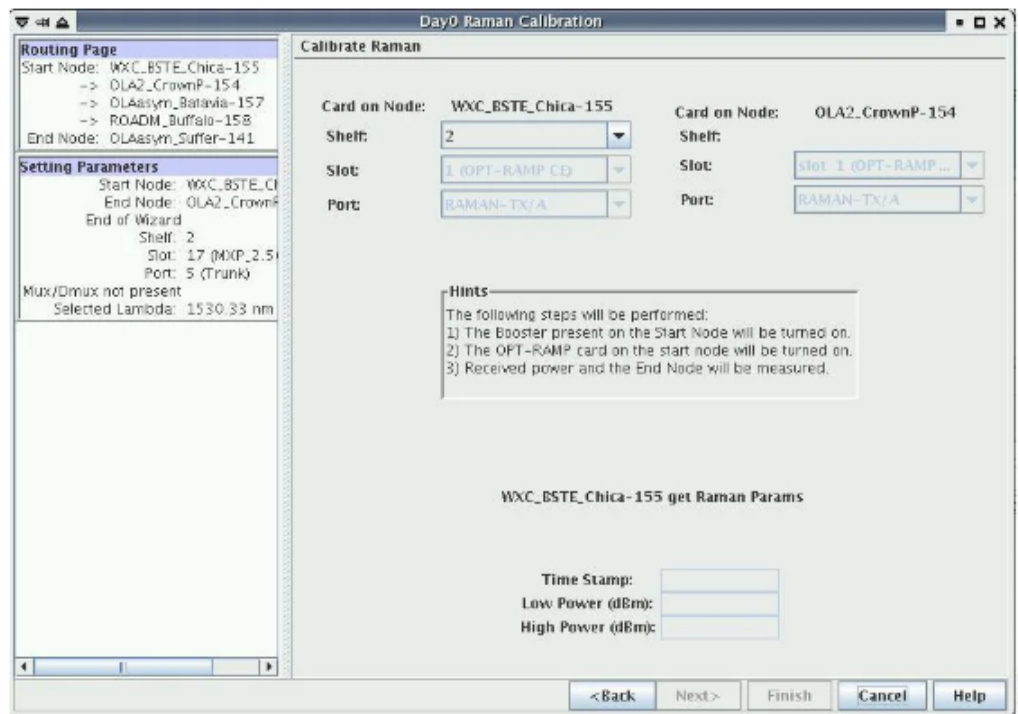 Day0 Raman Calibration
Routing Page
Start Node: WXC_BSTE_Chica-155
-> OLA2_CrownP-154
-> OLAasym_Batavia-157
-> ROADM_Buffalo-158
End Node: OLAasym_Suffer-141
Setting Parameters
Start Node: WXC_BSTE_CI
End Node: OLA2_Crown
End of Wizard
Shelf: 2
Slot: 17 (MXP_2.5
Port: 5 (Trunk)
Mux/Dmux not present
Selected Lambda: 1530.33 nm
Calibrate Raman
Card on Node: WXC_BSTE_Chica-155
Shelf: 2
Slot: 1 (OPT-RAMP CE)
Port: RAMAN-TX/A
Card on Node: OLA2_CrownP-154
Shelf:
Slot: slot 1 (OPT-RAMP ...
Port: RAMAN-TX/A
Hints
The following steps will be performed:
1) The Booster present on the Start Node will be turned on.
2) The OPT-RAMP card on the start node will be turned on.
3) Received power and the End Node will be measured.
WXC_BSTE_Chica-155 get Raman Params
Time Stamp:
Low Power (dBm):
High Power (dBm):
<Back Next> Finish Cancel Help